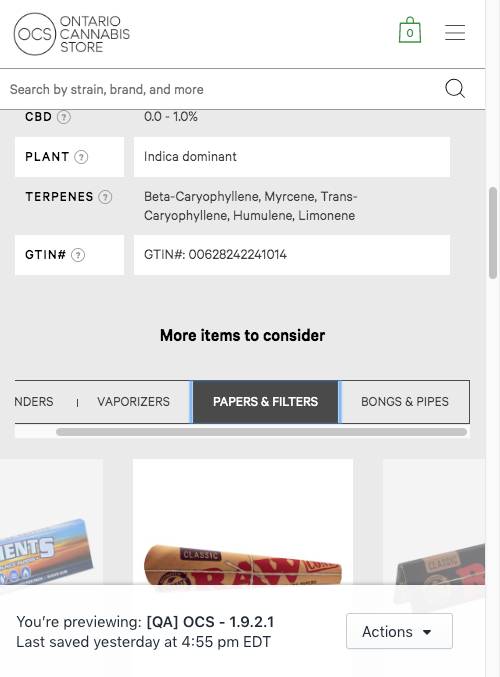 OCS
ONTARIO
CANNABIS
STORE
0
Search by strain, brand, and more
CBD ?
0.0 - 1.0%
PLANT ?
Indica dominant
TERPENES ?
Beta-Caryophyllene, Myrcene, Trans-
Caryophyllene, Humulene, Limonene
GTIN# ?
GTIN#: 00628242241014
More items to consider
NDERS
VAPORIZERS
PAPERS & FILTERS
BONGS & PIPES
ENTS
CLASSIC
RAW
CLASSIC
RAW
You're previewing: [QA] OCS - 1.9.2.1
Last saved yesterday at 4:55 pm EDT
Actions